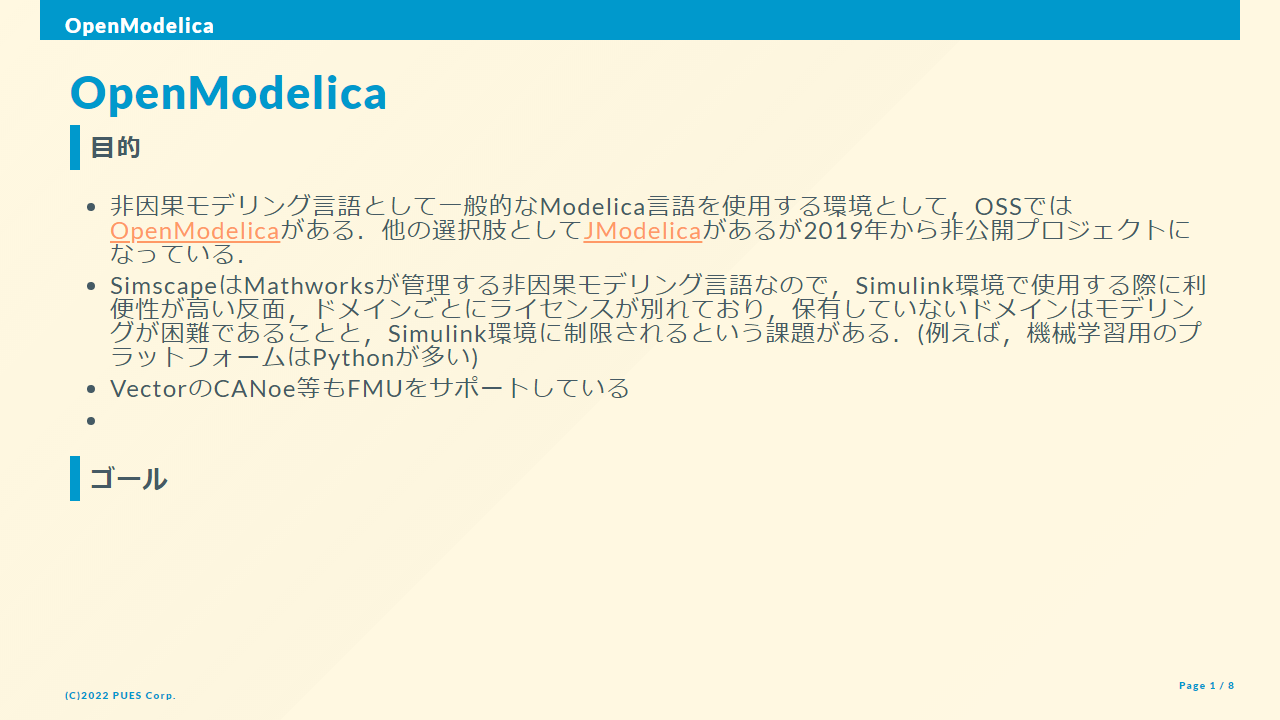 OpenModelica
OpenModelica
目的
• 非因果モデリング言語として一般的なModelica言語を使用する環境として，OSSでは
OpenModelicaがある．他の選択肢としてJModelicaがあるが2019年から非公開プロジェクトに
なっている．
• SimscapeはMathworksが管理する非因果モデリング言語なので，Simulink環境で使用する際に利
便性が高い反面，ドメインごとにライセンスが別れており，保有していないドメインはモデリン
グが困難であることと，Simulink環境に制限されるという課題がある．(例えば，機械学習用のプ
ラットフォームはPythonが多い)
• VectorのCANoe等もFMUをサポートしている
•
ゴール
(C)2022 PUES Corp.
Page 1 / 8